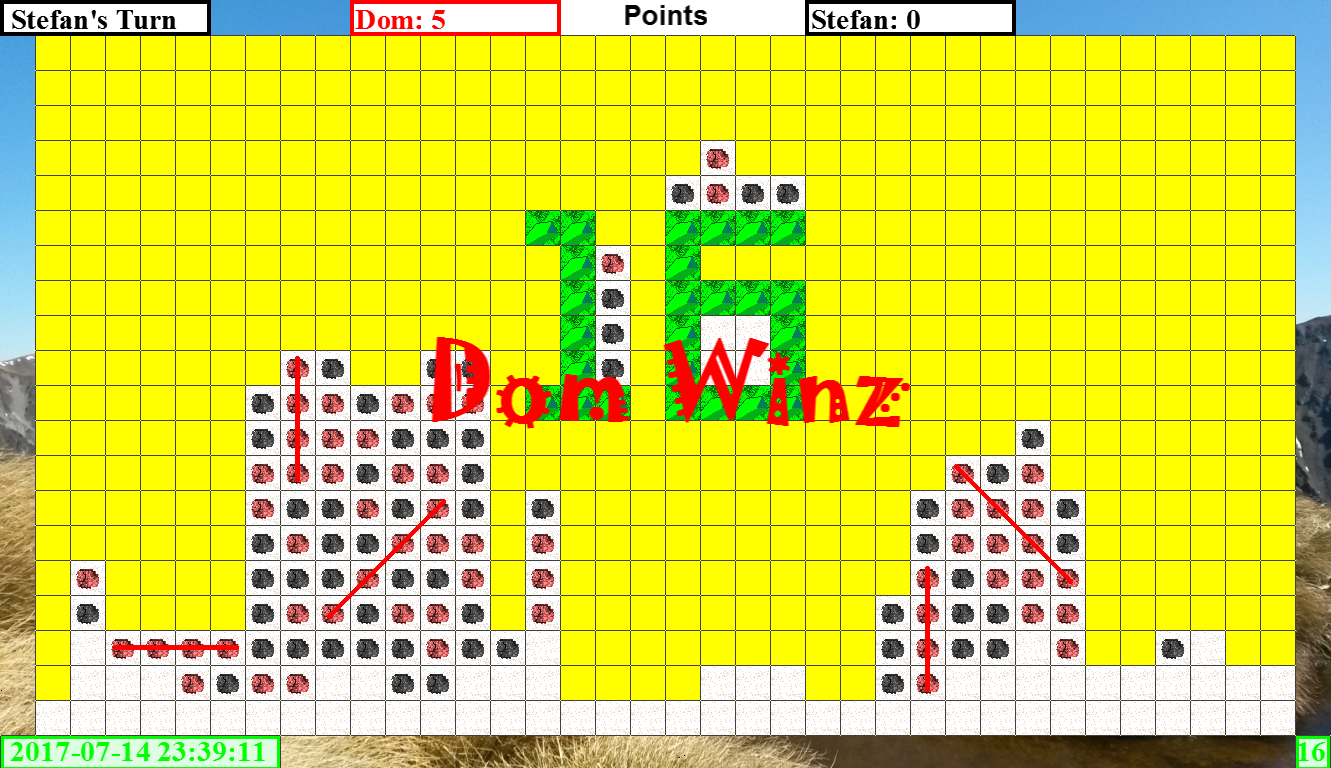 Stefan's Turn
Dom: 5
Points
Stefan: 0
16
Dom Winz
2017-07-14 23:39:11
16